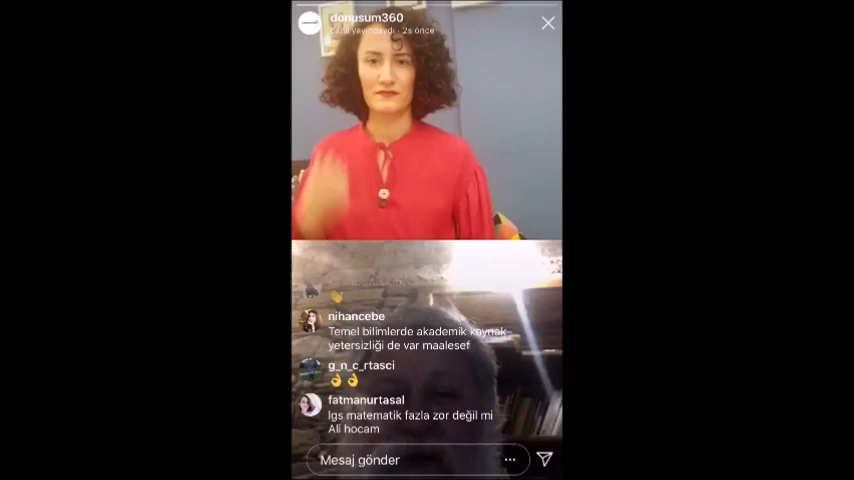 donusum360
canlı yayındaydı · 2s önce
nihancebe
Temel bilimlerde akademik kaynak
yetersizliği de var maalesef
g_n_c_rtasci
fatmanurtasal
lgs matematik fazla zor değil mi
Ali hocam
Mesaj gönder